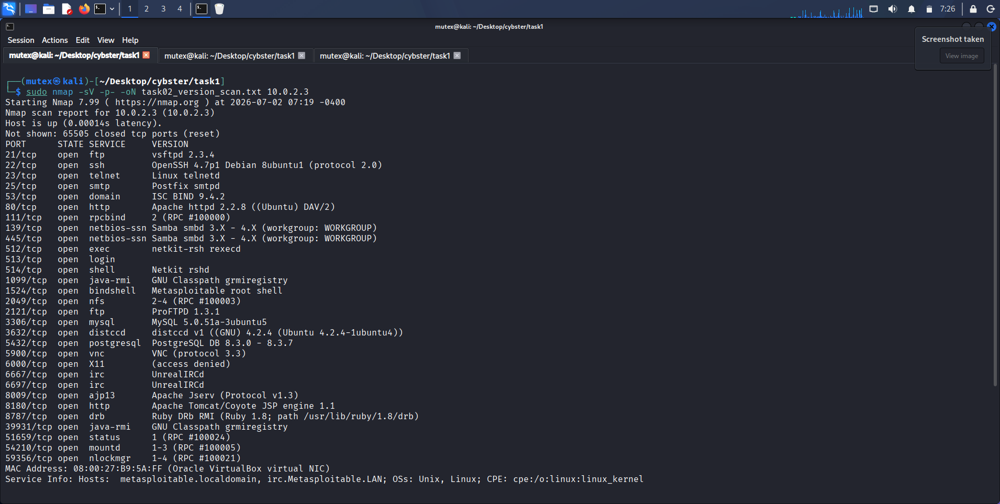 1 2 3 4 7:26
mutex@kali: ~/Desktop/cybster/task1
Session Actions Edit View Help
Screenshot taken
View image
mutex@kali: ~/Desktop/cybster/task1 mutex@kali: ~/Desktop/cybster/task1 mutex@kali: ~/Desktop/cybster/task1
┌──(mutex㉿kali)-[~/Desktop/cybster/task1]
└─$ sudo nmap -sV -p- -oN task02_version_scan.txt 10.0.2.3
Starting Nmap 7.99 ( https://nmap.org ) at 2026-07-02 07:19 -0400
Nmap scan report for 10.0.2.3 (10.0.2.3)
Host is up (0.00014s latency).
Not shown: 65505 closed tcp ports (reset)
PORT      STATE SERVICE     VERSION
21/tcp    open  ftp         vsftpd 2.3.4
22/tcp    open  ssh         OpenSSH 4.7p1 Debian 8ubuntu1 (protocol 2.0)
23/tcp    open  telnet      Linux telnetd
25/tcp    open  smtp        Postfix smtpd
53/tcp    open  domain      ISC BIND 9.4.2
80/tcp    open  http        Apache httpd 2.2.8 ((Ubuntu) DAV/2)
111/tcp   open  rpcbind     2 (RPC #100000)
139/tcp   open  netbios-ssn Samba smbd 3.X - 4.X (workgroup: WORKGROUP)
445/tcp   open  netbios-ssn Samba smbd 3.X - 4.X (workgroup: WORKGROUP)
512/tcp   open  exec        netkit-rsh rexecd
513/tcp   open  login
514/tcp   open  shell       Netkit rshd
1099/tcp  open  java-rmi    GNU Classpath grmiregistry
1524/tcp  open  bindshell   Metasploitable root shell
2049/tcp  open  nfs         2-4 (RPC #100003)
2121/tcp  open  ftp         ProFTPD 1.3.1
3306/tcp  open  mysql       MySQL 5.0.51a-3ubuntu5
3632/tcp  open  distccd     distccd v1 ((GNU) 4.2.4 (Ubuntu 4.2.4-1ubuntu4))
5432/tcp  open  postgresql  PostgreSQL DB 8.3.0 - 8.3.7
5900/tcp  open  vnc         VNC (protocol 3.3)
6000/tcp  open  X11         (access denied)
6667/tcp  open  irc         UnrealIRCd
6697/tcp  open  irc         UnrealIRCd
8009/tcp  open  ajp13       Apache Jserv (Protocol v1.3)
8180/tcp  open  http        Apache Tomcat/Coyote JSP engine 1.1
8787/tcp  open  drb         Ruby DRb RMI (Ruby 1.8; path /usr/lib/ruby/1.8/drb)
39931/tcp open  java-rmi    GNU Classpath grmiregistry
51659/tcp open  status      1 (RPC #100024)
54210/tcp open  mountd      1-3 (RPC #100005)
59356/tcp open  nlockmgr    1-4 (RPC #100021)
MAC Address: 08:00:27:B9:5A:FF (Oracle VirtualBox virtual NIC)
Service Info: Hosts:  metasploitable.localdomain, irc.Metasploitable.LAN; OSs: Unix, Linux; CPE: cpe:/o:linux:linux_kernel